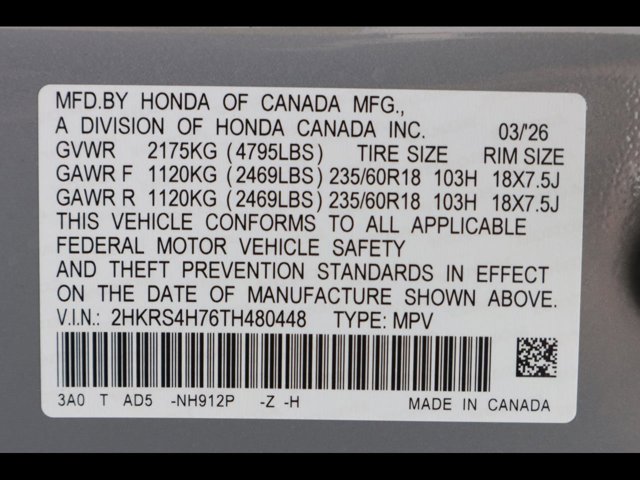 MFD.BY HONDA OF CANADA MFG.,
A DIVISION OF HONDA CANADA INC. 03/'26
GVWR 2175KG (4795LBS) TIRE SIZE RIM SIZE
GAWR F 1120KG (2469LBS) 235/60R18 103H 18X7.5J
GAWR R 1120KG (2469LBS) 235/60R18 103H 18X7.5J
THIS VEHICLE CONFORMS TO ALL APPLICABLE
FEDERAL MOTOR VEHICLE SAFETY
AND THEFT PREVENTION STANDARDS IN EFFECT
ON DATE OF MANUFACTURE SHOWN ABOVE.
V.I.N.: 2HKRS4H76TH480448 TYPE: MPV
3A0 T AD5 -NH912P -Z -H MADE IN CANADA